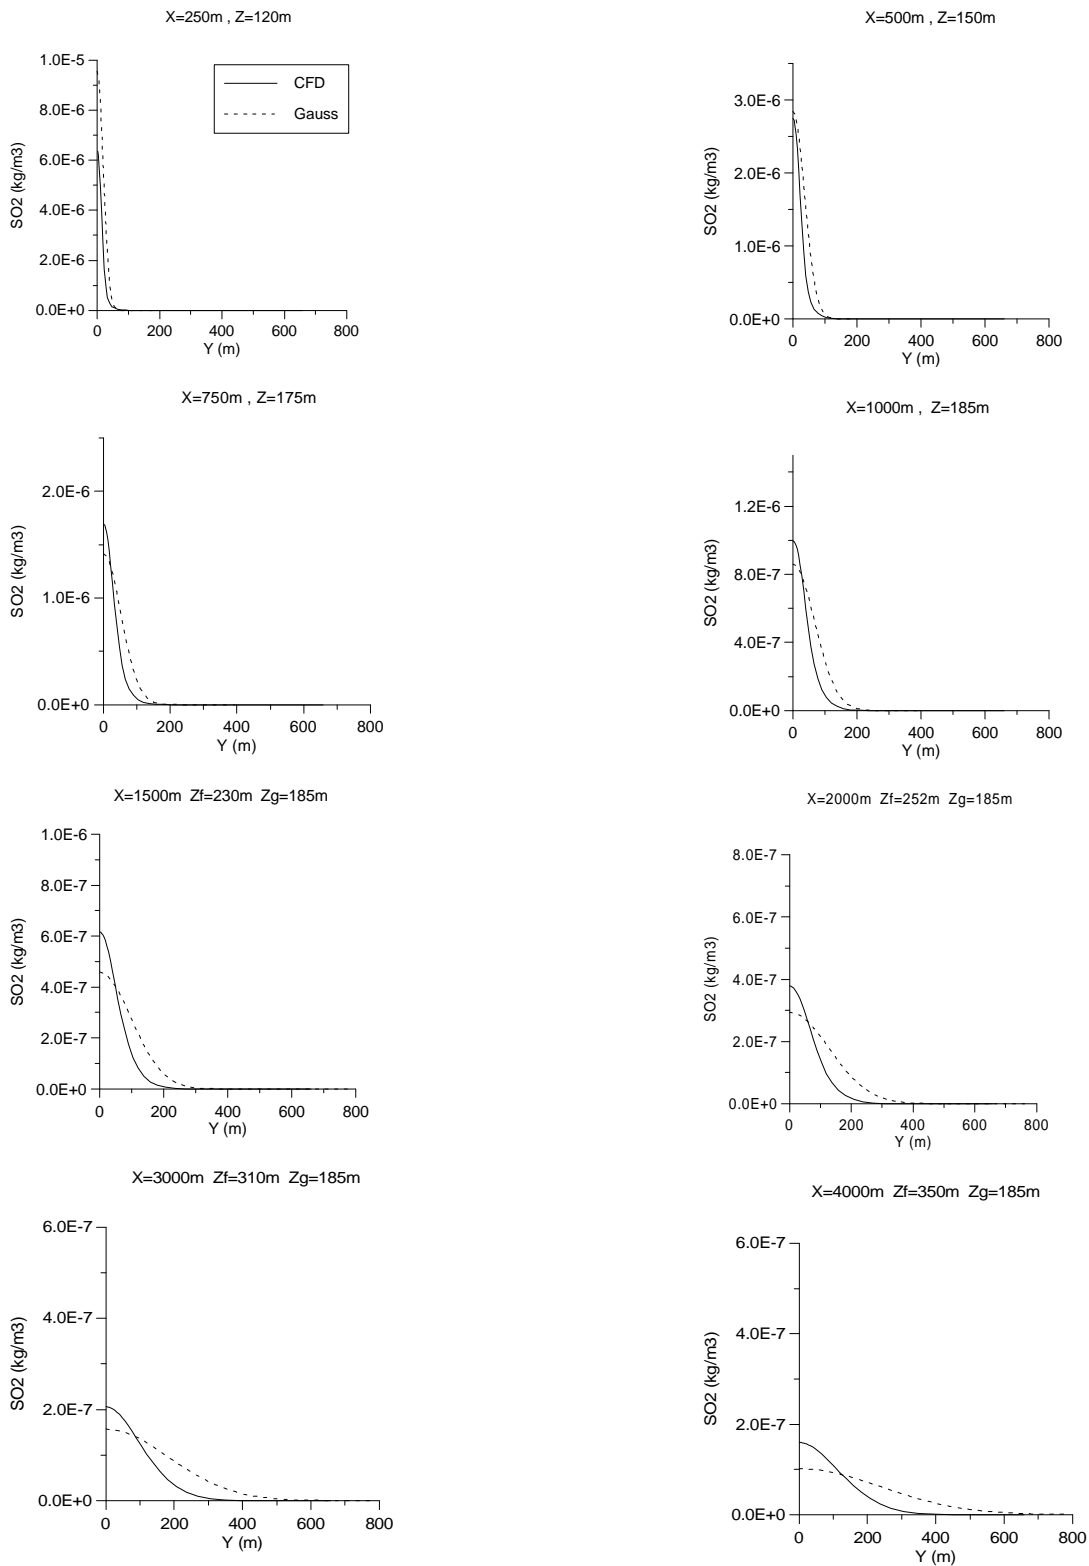 X=250m , Z=120m
1.0E-5
8.0E-6
6.0E-6
4.0E-6
2.0E-6
0.0E+0
SO2 (kg/m3)
CFD
Gauss
0 200 400 600 800
Y (m)
X=500m , Z=150m
3.0E-6
2.0E-6
1.0E-6
0.0E+0
SO2 (kg/m3)
0 200 400 600 800
Y (m)
X=750m , Z=175m
2.0E-6
1.0E-6
0.0E+0
SO2 (kg/m3)
0 200 400 600 800
Y (m)
X=1000m , Z=185m
1.2E-6
8.0E-7
4.0E-7
0.0E+0
SO2 (kg/m3)
0 200 400 600 800
Y (m)
X=1500m Zf=230m Zg=185m
1.0E-6
8.0E-7
6.0E-7
4.0E-7
2.0E-7
0.0E+0
SO2 (kg/m3)
0 200 400 600 800
Y (m)
X=2000m Zf=252m Zg=185m
8.0E-7
6.0E-7
4.0E-7
2.0E-7
0.0E+0
SO2 (kg/m3)
0 200 400 600 800
Y (m)
X=3000m Zf=310m Zg=185m
6.0E-7
4.0E-7
2.0E-7
0.0E+0
SO2 (kg/m3)
0 200 400 600 800
Y (m)
X=4000m Zf=350m Zg=185m
6.0E-7
4.0E-7
2.0E-7
0.0E+0
SO2 (kg/m3)
0 200 400 600 800
Y (m)